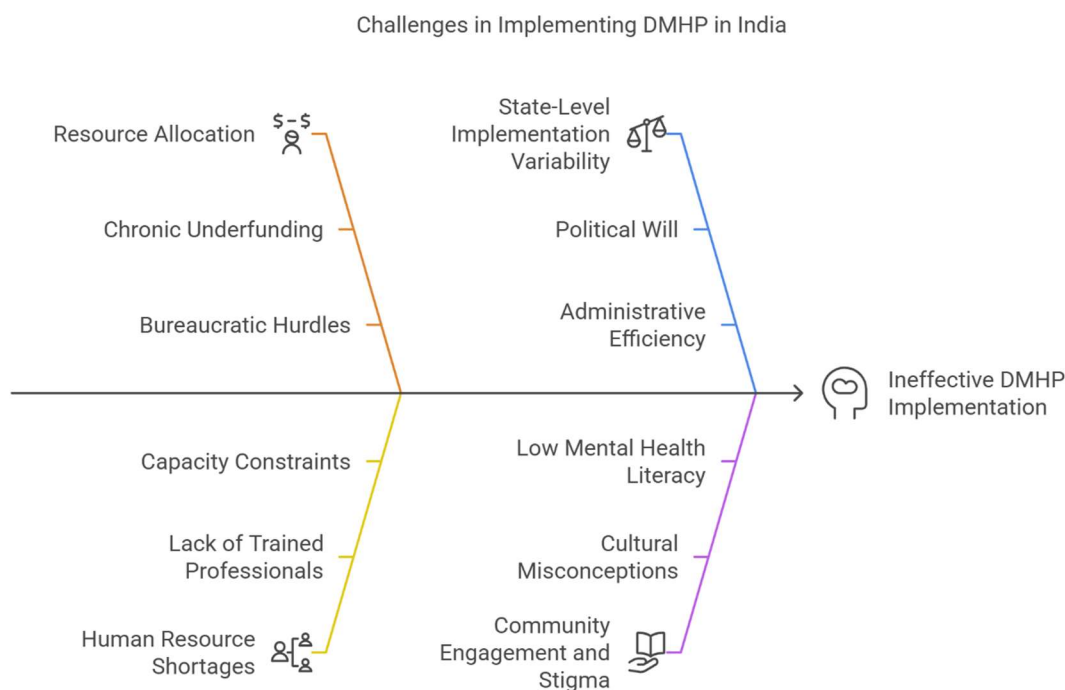 Challenges in Implementing DMHP in India
Resource Allocation
$-$
Chronic Underfunding
Bureaucratic Hurdles
State-Level
Implementation
Variability
Political Will
Administrative
Efficiency
Ineffective DMHP
Implementation
Capacity Constraints
Lack of Trained
Professionals
Human Resource
Shortages
Low Mental Health
Literacy
Cultural
Misconceptions
Community
Engagement and
Stigma